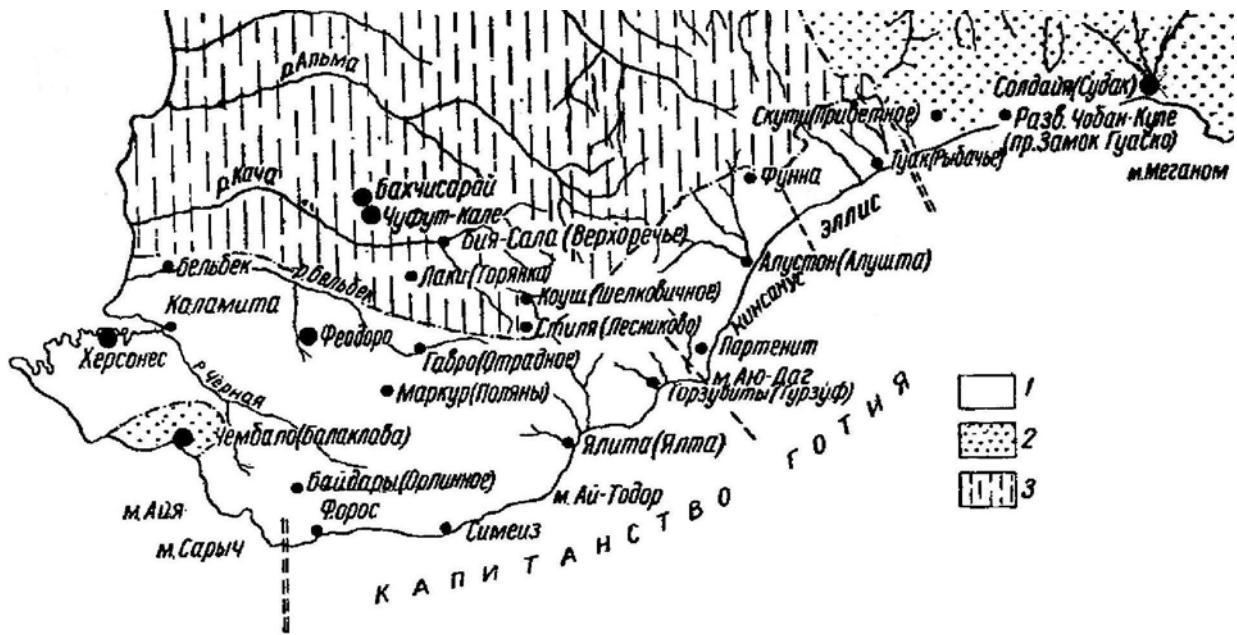 р.Альма
Солдайя(Судак)
Скути(Приветное)
Разв. Чобан-Куле
(пр.Замок Гуаско)
Туак(Рыбачье)
м.Меганом
Фунна
р.Кача
Бахчисарай
Чуфут-Кале
ЭЛЛИС
Бия-Сала(Верхоречье)
Алустон(Алушта)
Бельбек
р.Бельбек
Лаки(Горянка)
Коуш(Шелковичное)
Кинсанус
Каламита
Стиля(Лесниково)
Херсонес
Феодоро
Гавро(Отрадное)
Партенит
р.Чёрная
м.Аю-Даг
Маркур(Поляны)
Горзувиты(Гурзуф)
1
2
3
Чембало(Балаклова)
Ялита(Ялта)
Байдары(Орлинное)
м.Ай-Тодор
м.Айя
Форос
Симеиз
м.Сарыч
КАПИТАНСТВО ГОТИЯ